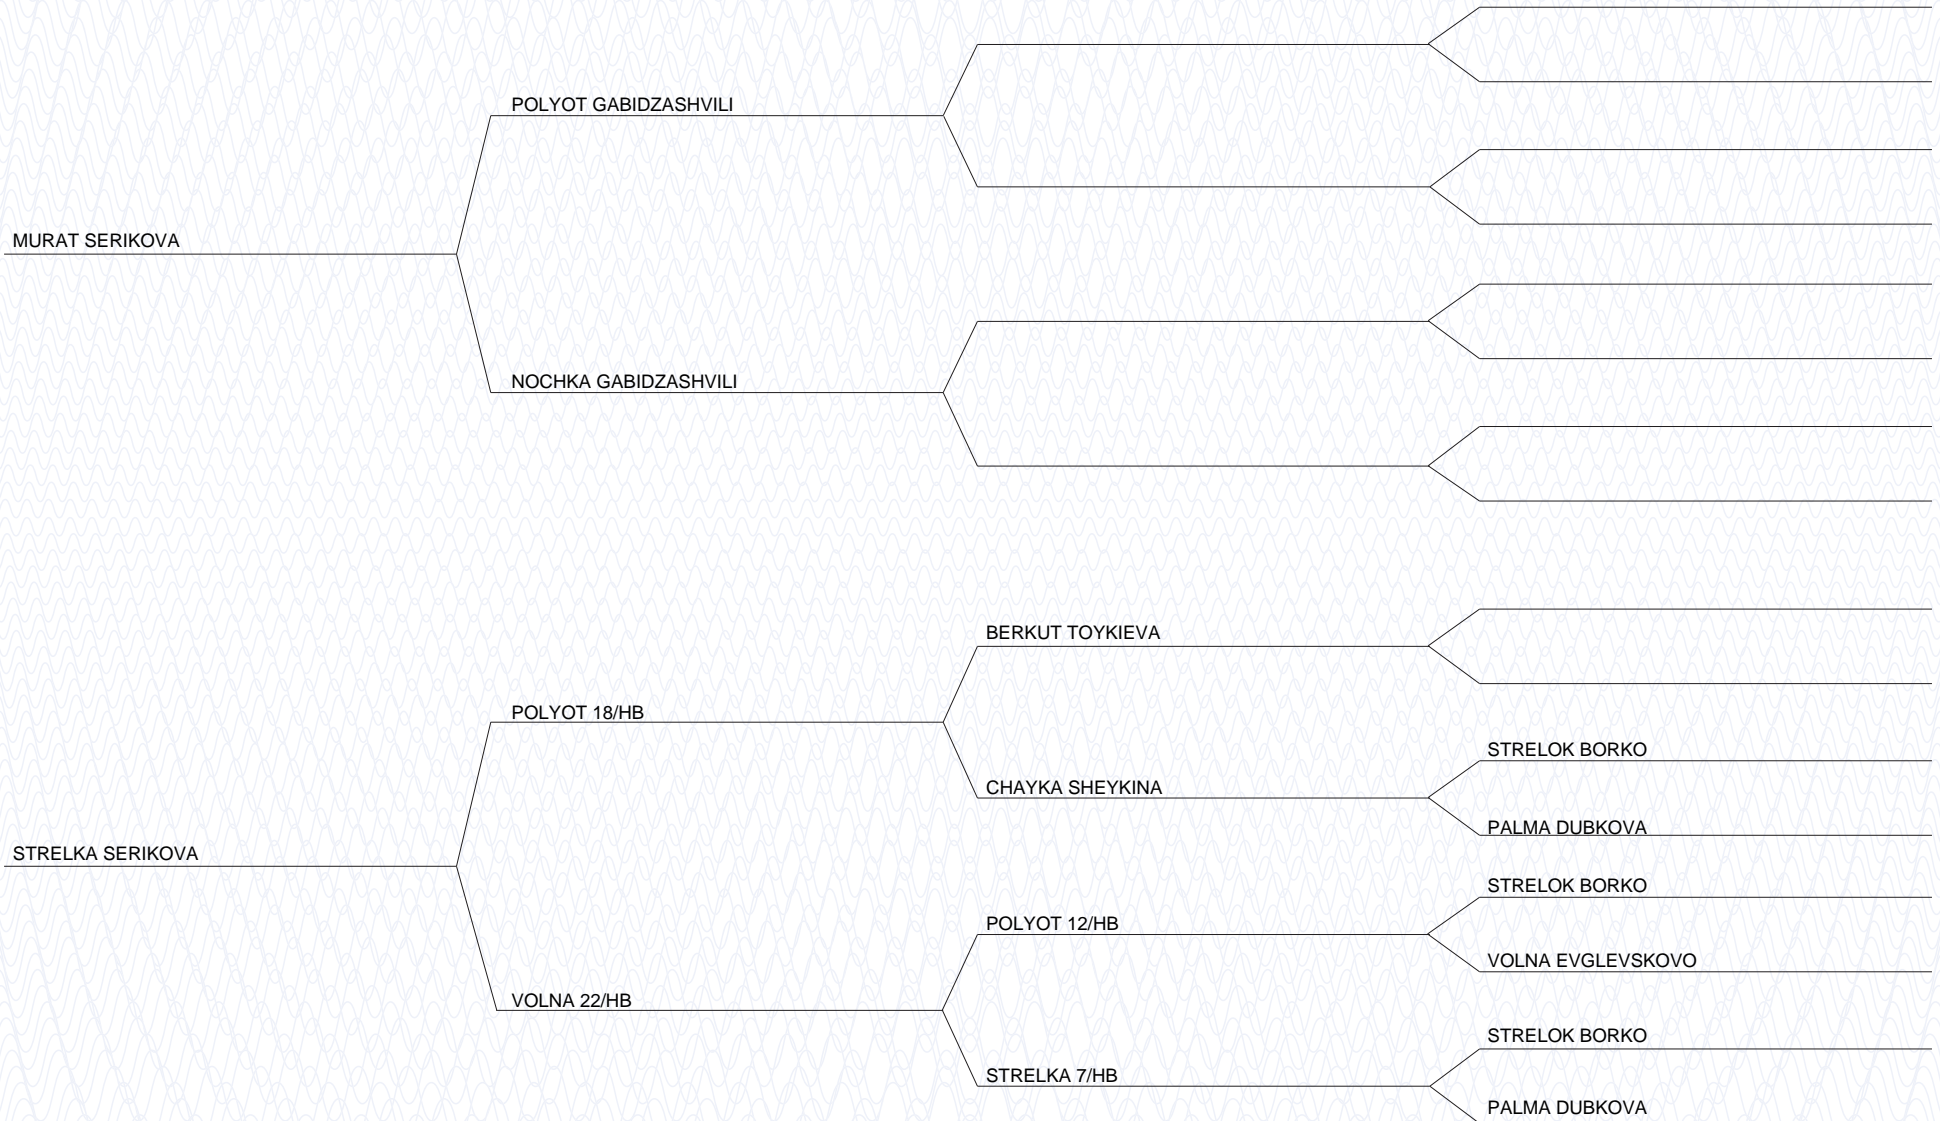 POLYOT GABIDZASHVILI
MURAT SERIKOVA
NOCHKA GABIDZASHVILI
BERKUT TOYKIEVA
POLYOT 18/HB
STRELOK BORKO
CHAYKA SHEYKINA
PALMA DUBKOVA
STRELKA SERIKOVA
STRELOK BORKO
POLYOT 12/HB
VOLNA EVGLEVSKOVO
VOLNA 22/HB
STRELOK BORKO
STRELKA 7/HB
PALMA DUBKOVA